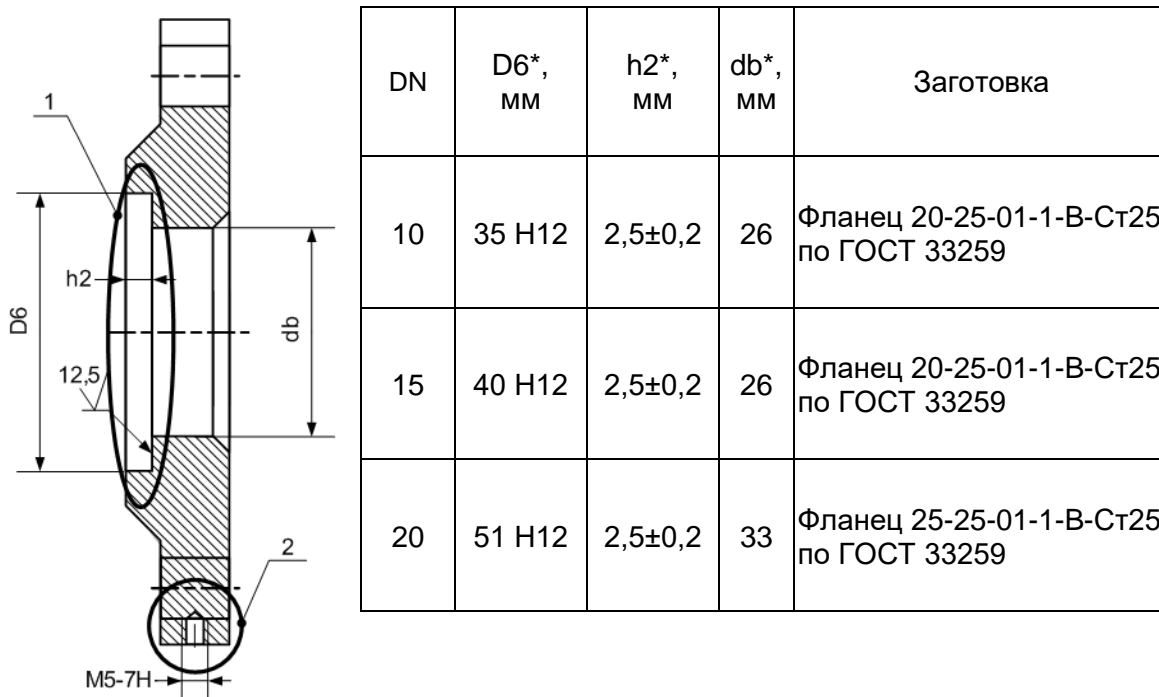 1
h2
D6
db
12,5
2
M5-7H
DN
D6*,
мм
h2*,
мм
db*,
мм
Заготовка
10
35 H12
2,5±0,2
26
Фланец 20-25-01-1-В-Ст25
по ГОСТ 33259
15
40 H12
2,5±0,2
26
Фланец 20-25-01-1-В-Ст25
по ГОСТ 33259
20
51 H12
2,5±0,2
33
Фланец 25-25-01-1-В-Ст25
по ГОСТ 33259